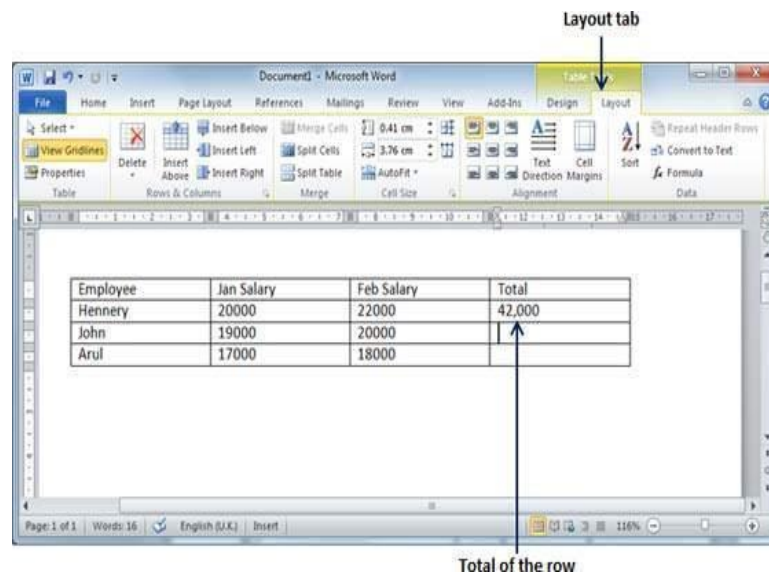 Layout tab
Document1 - Microsoft Word
File Home Insert Page Layout References Mailings Review View Add-Ins Design Layout
Select
View Gridlines
Properties
Table
Delete
Insert Above
Insert Below
Insert Left
Insert Right
Rows & Columns
Merge Cells
Split Cells
Split Table
Merge
0.41 cm
3.76 cm
AutoFit
Cell Size
Text Direction
Cell Margins
Alignment
Sort
Repeat Header Rows
Convert to Text
Formula
Data
Employee Jan Salary Feb Salary Total
Hennery 20000 22000 42,000
John 19000 20000
Arul 17000 18000
Page: 1 of 1 Words: 16 English (U.K.) Insert 116%
Total of the row